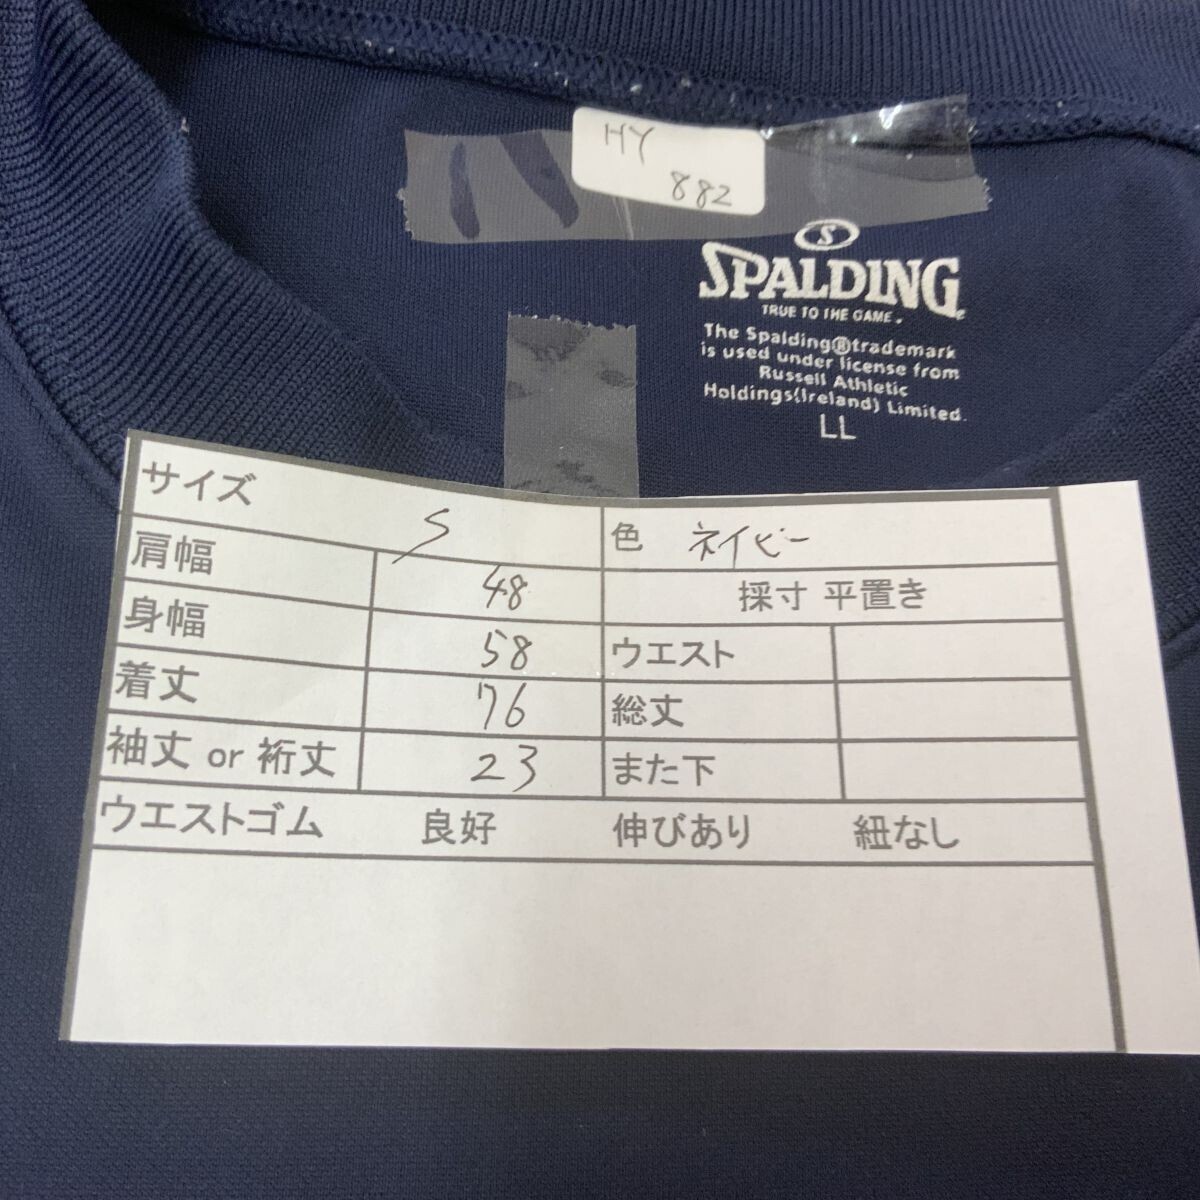 HY
882
S
SPALDING
TRUE TO THE GAME.
The Spalding®trademark
is used under license from
Russell Athletic
Holdings(Ireland) Limited.
LL
サイズ S 色 ネイビー
肩幅 48 採寸 平置き
身幅 58 ウエスト
着丈 76 総丈
袖丈 or 裄丈 23 また下
ウエストゴム 良好 伸びあり 紐なし